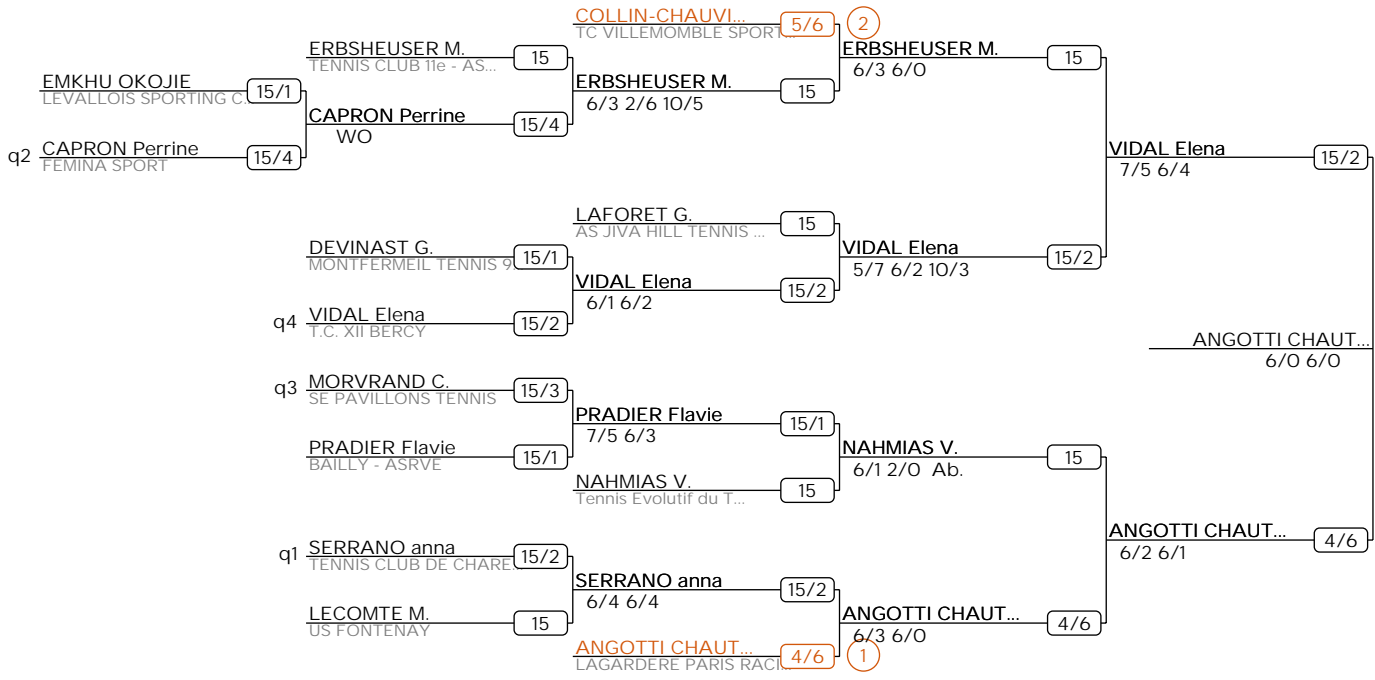 COLLIN-CHAUVI...
5/6
2
TC VILLEMOMBLE SPORT...
ERBSHEUSER M.
15
TENNIS CLUB 11e - AS...
ERBSHEUSER M.
15
6/3 6/0
EMKHU OKOJIE
15/1
LEVALLOIS SPORTING C...
ERBSHEUSER M.
15
6/3 2/6 10/5
CAPRON Perrine
15/4
WO
q2
CAPRON Perrine
15/4
FEMINA SPORT
VIDAL Elena
15/2
7/5 6/4
LAFORET G.
15
AS JIVA HILL TENNIS ...
DEVINAST G.
15/1
MONTFERMEIL TENNIS 9...
VIDAL Elena
15/2
5/7 6/2 10/3
VIDAL Elena
15/2
6/1 6/2
q4
VIDAL Elena
15/2
T.C. XII BERCY
ANGOTTI CHAUT...
6/0 6/0
q3
MORVRAND C.
15/3
SE PAVILLONS TENNIS
PRADIER Flavie
15/1
7/5 6/3
PRADIER Flavie
15/1
BAILLY - ASRVE
NAHMIAS V.
15
6/1 2/0 Ab.
NAHMIAS V.
15
Tennis Evolutif du T...
ANGOTTI CHAUT...
4/6
6/2 6/1
q1
SERRANO anna
15/2
TENNIS CLUB DE CHARE...
SERRANO anna
15/2
6/4 6/4
LECOMTE M.
15
US FONTENAY
ANGOTTI CHAUT...
4/6
6/3 6/0
ANGOTTI CHAUT...
4/6
1
LAGARDERE PARIS RACI...